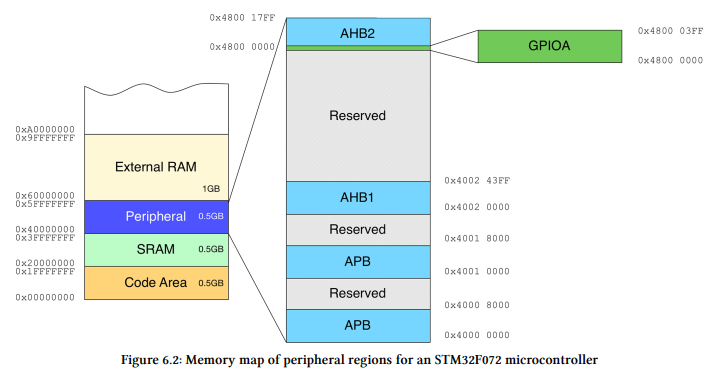 0xA0000000
0x9FFFFFFF
External RAM
1GB
0x60000000
0x5FFFFFFF
Peripheral 0.5GB
0x40000000
0x3FFFFFFF
SRAM 0.5GB
0x20000000
0x1FFFFFFF
Code Area 0.5GB
0x00000000
0x4800 17FF
AHB2
0x4800 0000
Reserved
0x4002 43FF
AHB1
0x4002 0000
Reserved
0x4001 8000
APB
0x4001 0000
Reserved
0x4000 8000
APB
0x4000 0000
0x4800 03FF
GPIOA
0x4800 0000
Figure 6.2: Memory map of peripheral regions for an STM32F072 microcontroller